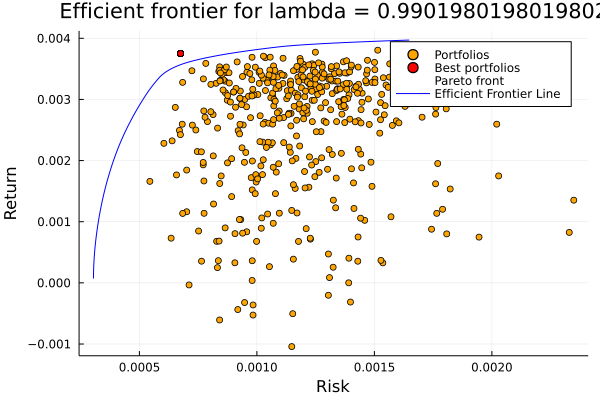 Efficient frontier for lambda = 0.9901980198019802
0.004
0.003
0.002
0.001
0.000
−0.001
Return
Portfolios
Best portfolios
Pareto front
Efficient Frontier Line
0.0005 0.0010 0.0015 0.0020
Risk